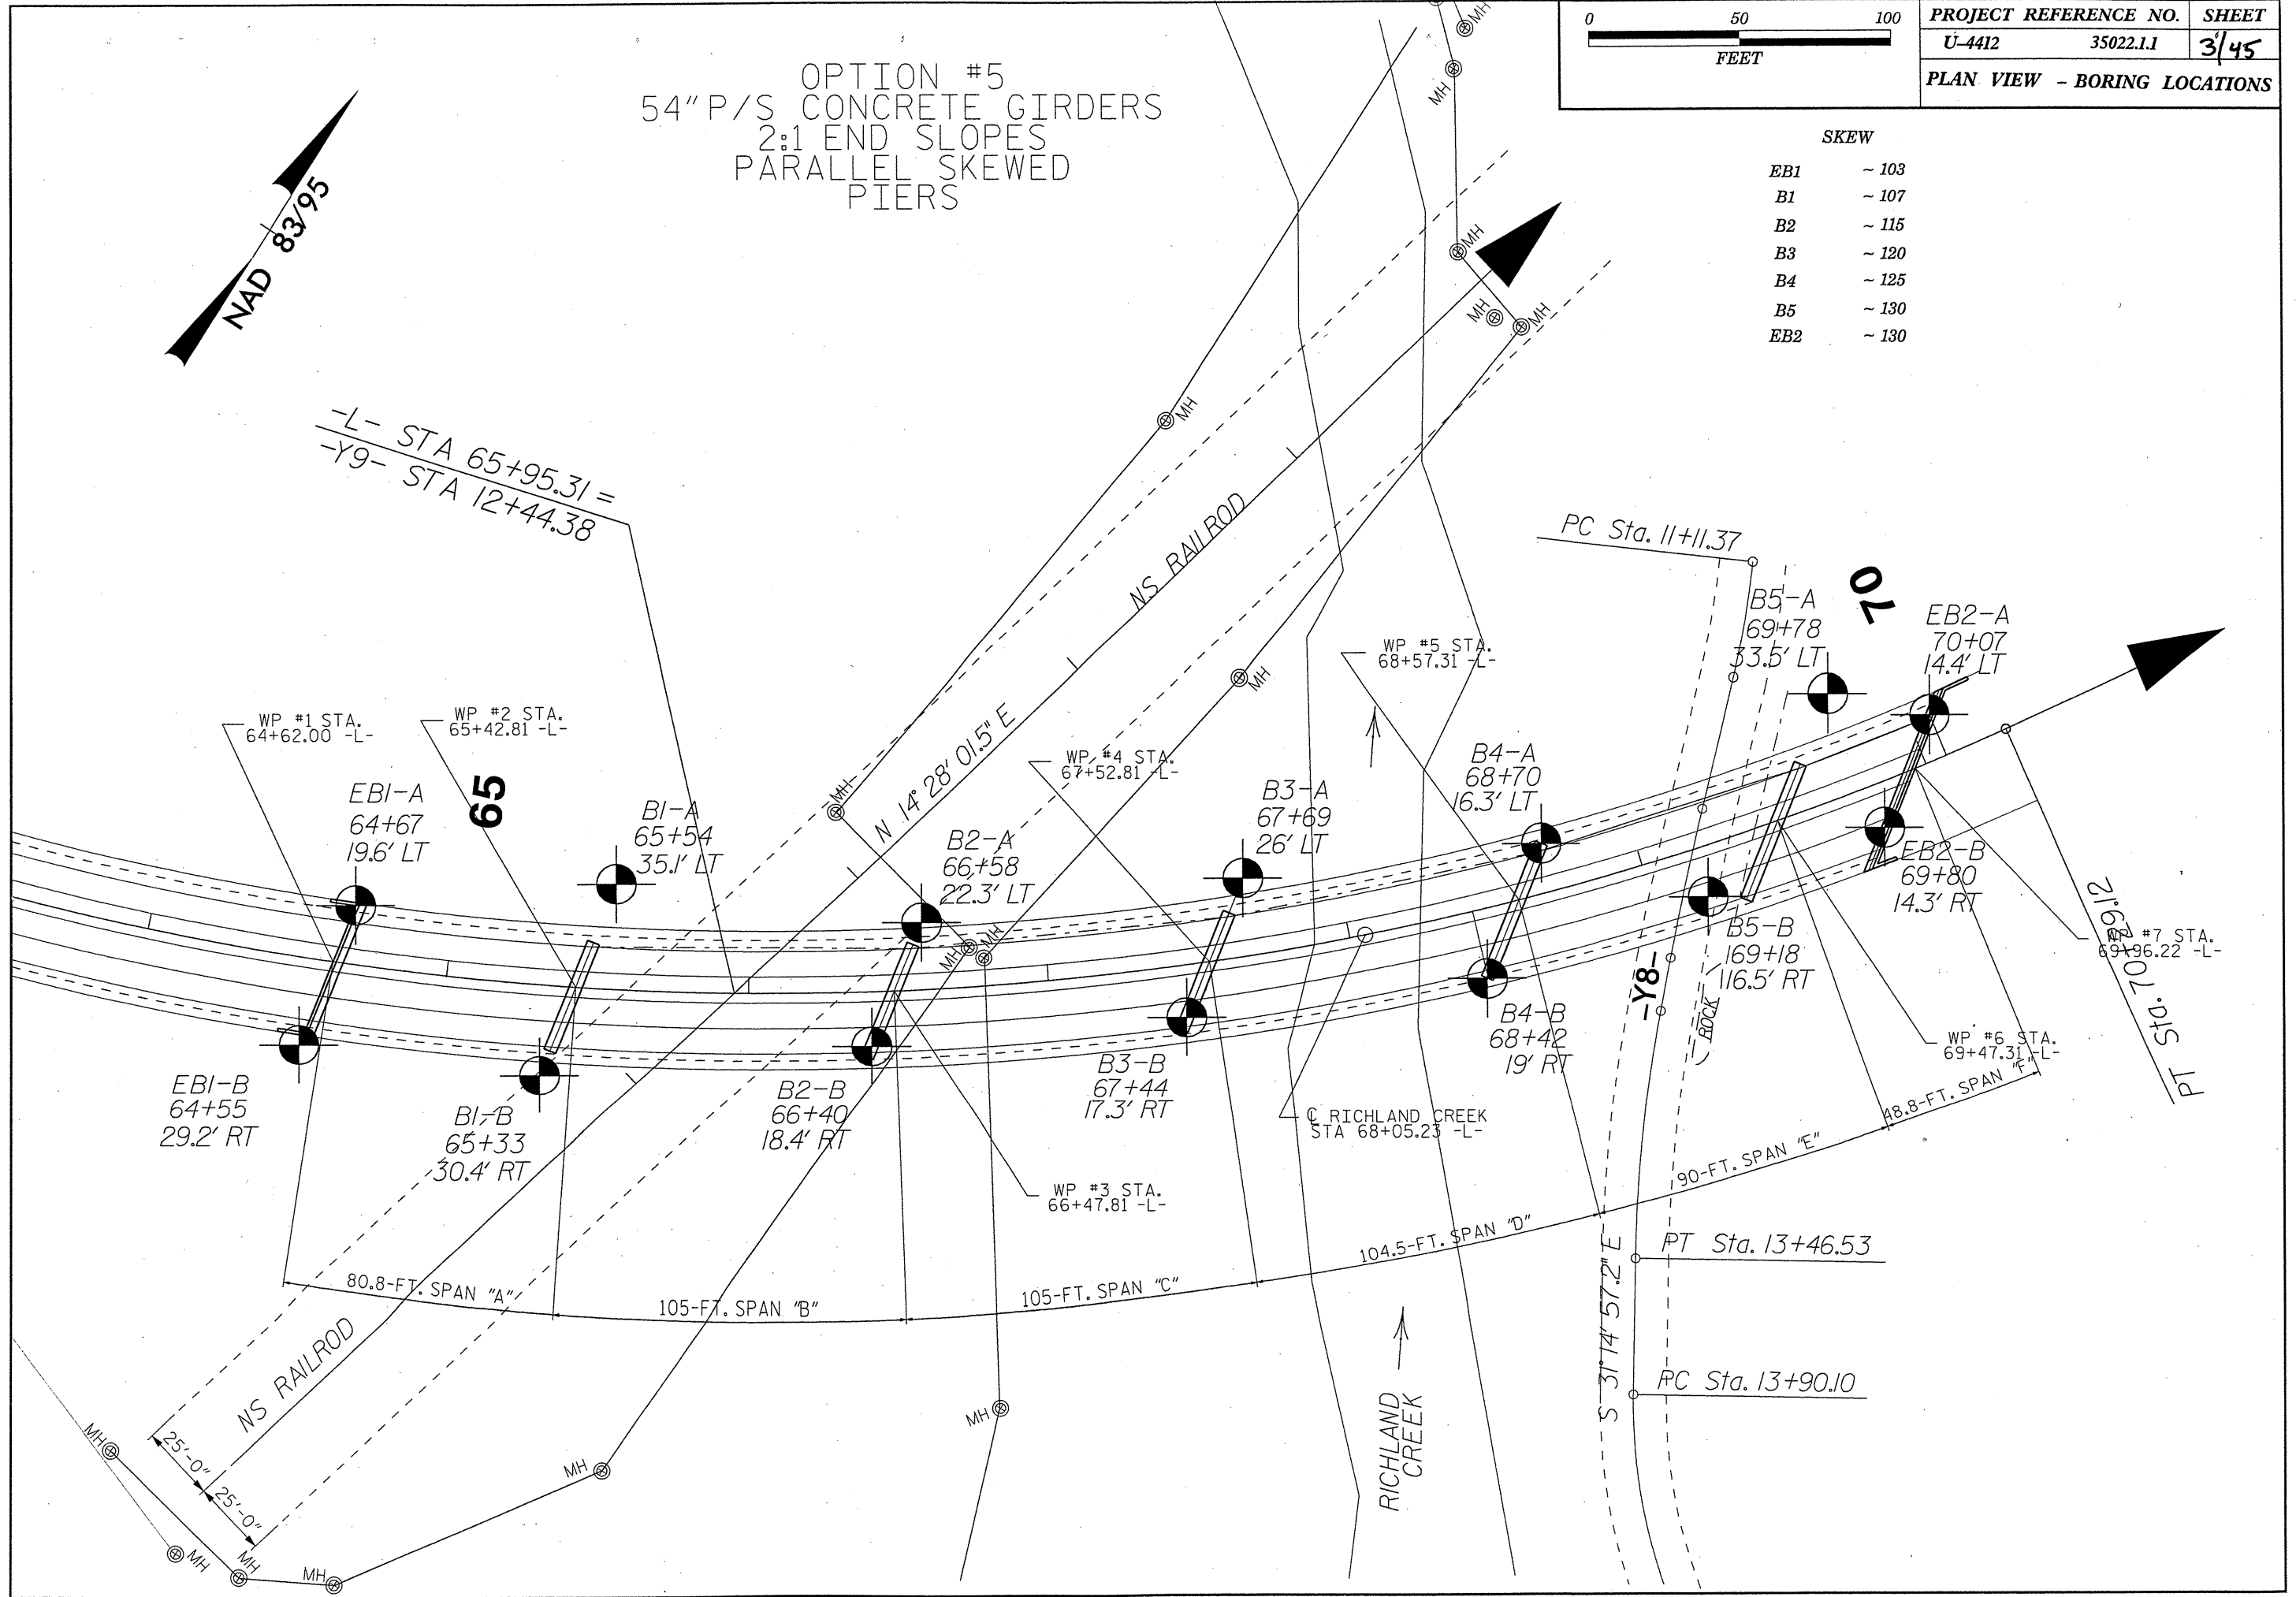 0 50 100
FEET
PROJECT REFERENCE NO. SHEET
U-4412 35022.1.1 3/45
PLAN VIEW - BORING LOCATIONS
OPTION #5
54" P/S CONCRETE GIRDERS
2:1 END SLOPES
PARALLEL SKEWED
PIERS
SKEW
EB1 ~ 103
B1 ~ 107
B2 ~ 115
B3 ~ 120
B4 ~ 125
B5 ~ 130
EB2 ~ 130
NAD 83/95
MH
MH
MH
MH
MH
MH
-L- STA 65+95.31 =
-Y9- STA 12+44.38
NS RAILROD
N 14° 28' 01.5" E
PC Sta. 11+11.37
70
B5-A
69+78
33.5' LT
EB2-A
70+07
14.4' LT
WP #5 STA.
68+57.31 -L-
MH
WP #1 STA.
64+62.00 -L-
WP #2 STA.
65+42.81 -L-
65
EB1-A
64+67
19.6' LT
B1-A
65+54
35.1' LT
MH
B2-A
66+58
22.3' LT
MH
MH
WP #4 STA.
67+52.81 -L-
B3-A
67+69
26' LT
B4-A
68+70
16.3' LT
EB2-B
69+80
14.3' RT
B5-B
169+18
116.5' RT
WP #7 STA.
69+96.22 -L-
PT Sta. 70+29.12
-Y8-
ROCK
WP #6 STA.
69+47.31 -L-
EB1-B
64+55
29.2' RT
B1-B
65+33
30.4' RT
B2-B
66+40
18.4' RT
B3-B
67+44
17.3' RT
B4-B
68+42
19' RT
℄ RICHLAND CREEK
STA 68+05.23 -L-
WP #3 STA.
66+47.81 -L-
80.8-FT. SPAN "A"
105-FT. SPAN "B"
105-FT. SPAN "C"
104.5-FT. SPAN "D"
90-FT. SPAN "E"
48.8-FT. SPAN "F"
S 31° 14' 57.2" E
PT Sta. 13+46.53
PC Sta. 13+90.10
RICHLAND
CREEK
NS RAILROD
25'-0"
25'-0"
MH
MH
MH
MH
MH
MH